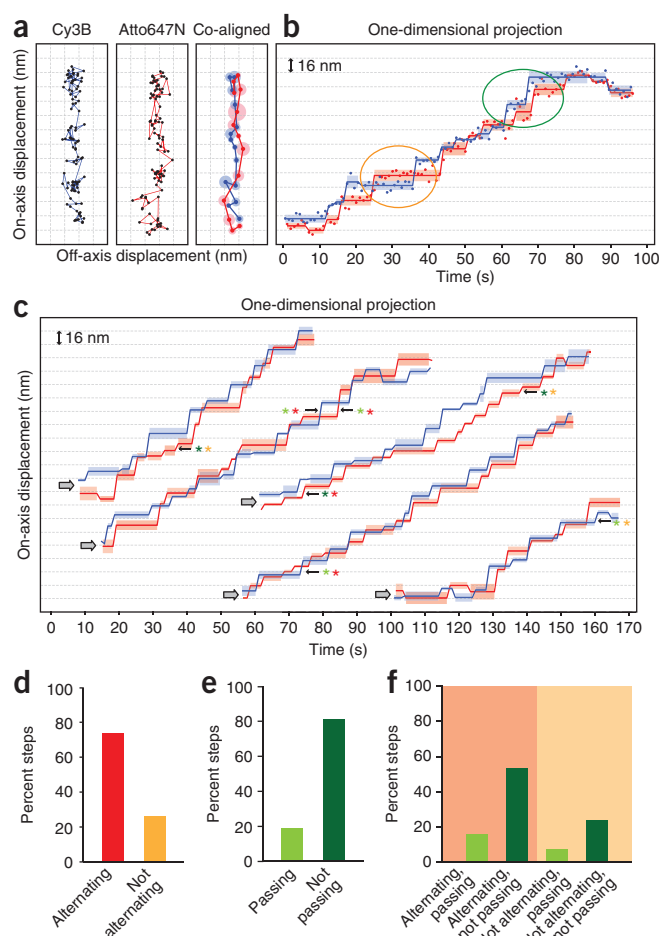 a
Cy3B
Atto647N
Co-aligned
On-axis displacement (nm)
Off-axis displacement (nm)
b
One-dimensional projection
16 nm
0 10 20 30 40 50 60 70 80 90 100
Time (s)
c
One-dimensional projection
16 nm
On-axis displacement (nm)
* *
* *
* *
* *
* *
* *
* *
0 10 20 30 40 50 60 70 80 90 100 110 120 130 140 150 160 170
Time (s)
d
Percent steps
100
80
60
40
20
0
Alternating
Not
alternating
e
Percent steps
100
80
60
40
20
0
Passing
Not
passing
f
Percent steps
100
80
60
40
20
0
Alternating,
passing
Alternating,
not passing
Not alternating,
passing
Not alternating,
not passing